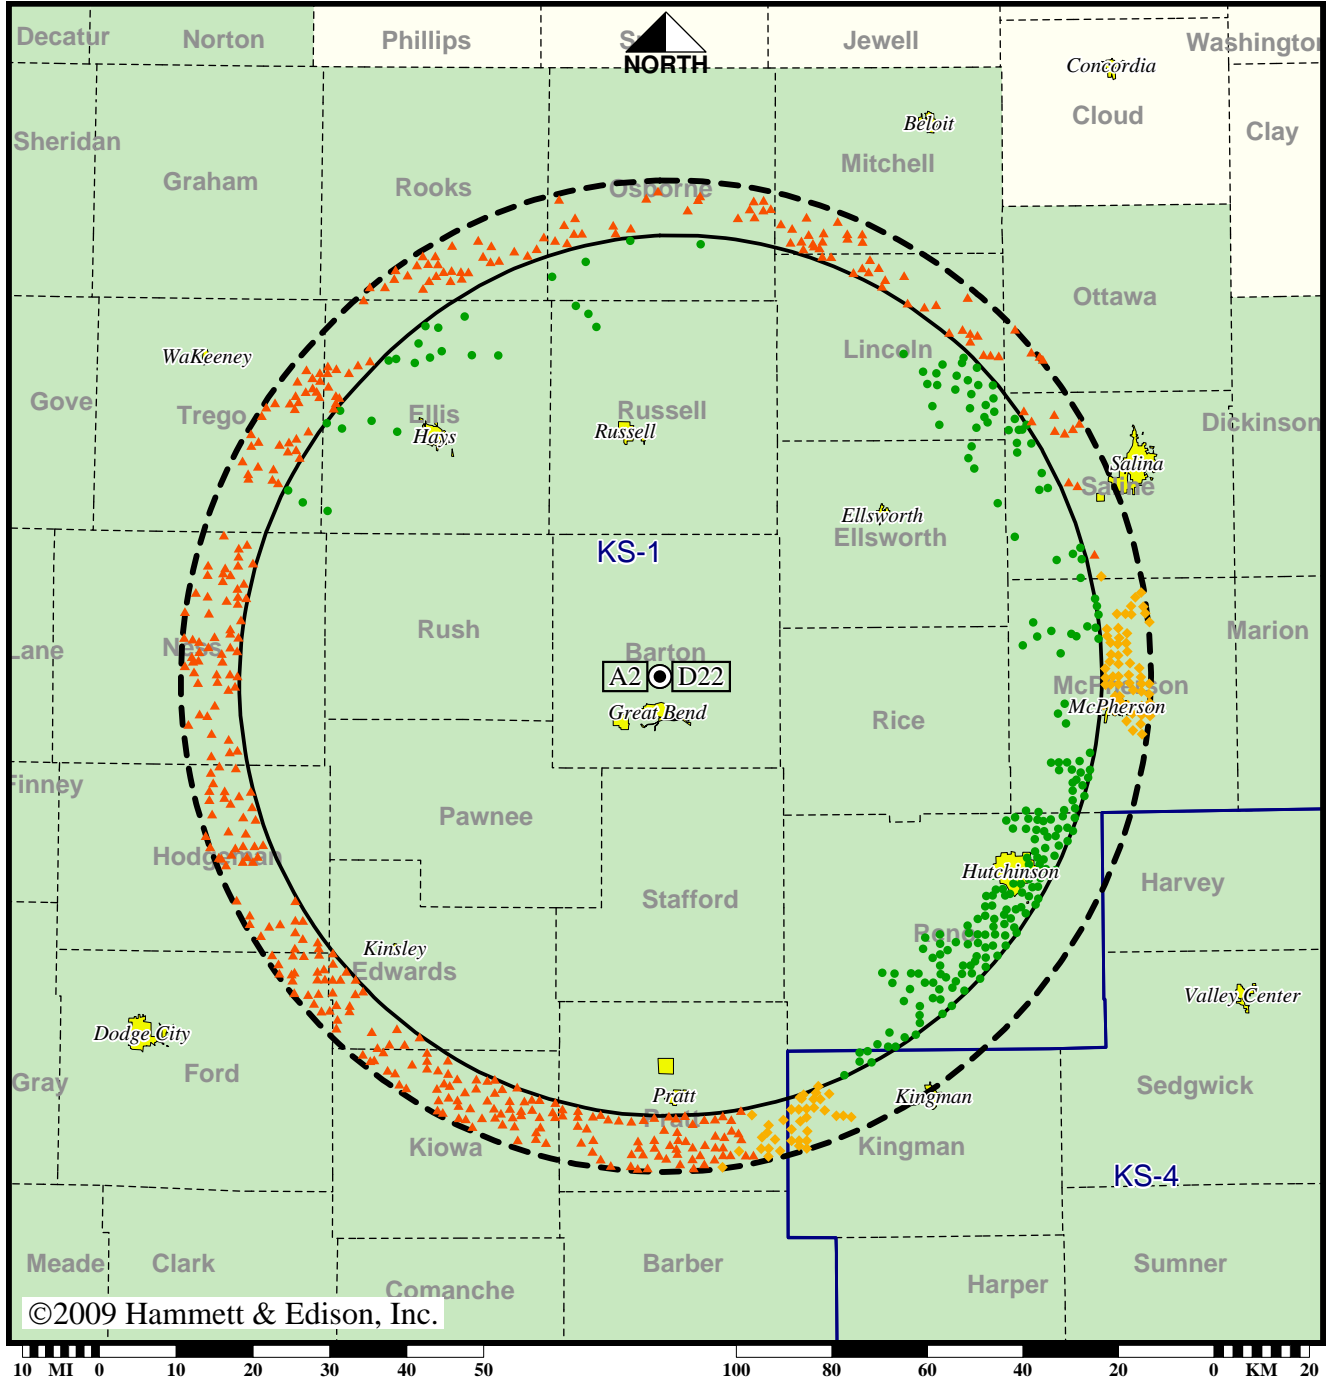 Decatur
Norton
Phillips
Jewell
Washington
NORTH
Concordia
Cloud
Clay
Beloit
Mitchell
Sheridan
Graham
Rooks
Osborne
Ottawa
WaKeeney
Lincoln
Gove
Trego
Ellis
Hays
Russell
Russell
Dickinson
Salina
Saline
Ellsworth
Ellsworth
KS-1
Lane
Ness
Rush
Barton
Marion
A2
D22
McPherson
McPherson
Great Bend
Rice
Finney
Pawnee
Hodgeman
Hutchinson
Harvey
Stafford
Reno
Kinsley
Edwards
Valley Center
Dodge City
Gray
Ford
Pratt
Pratt
Kingman
Sedgwick
Kiowa
Kingman
KS-4
Meade
Clark
Barber
Sumner
Comanche
Harper
©2009 Hammett & Edison, Inc.
10 MI 0 10 20 30 40 50 100 80 60 40 20 0 KM 20